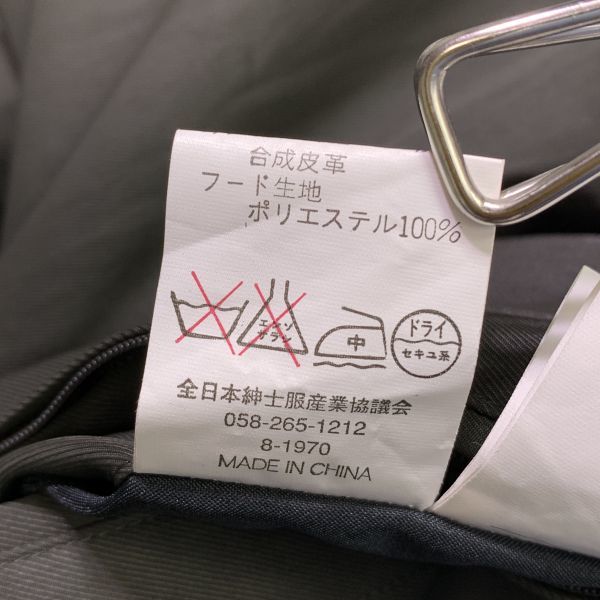 合成皮革
フード生地
ポリエステル100%
エンソ
サラシ
中
ドライ
セキユ系
全日本紳士服産業協議会
058-265-1212
8-1970
MADE IN CHINA